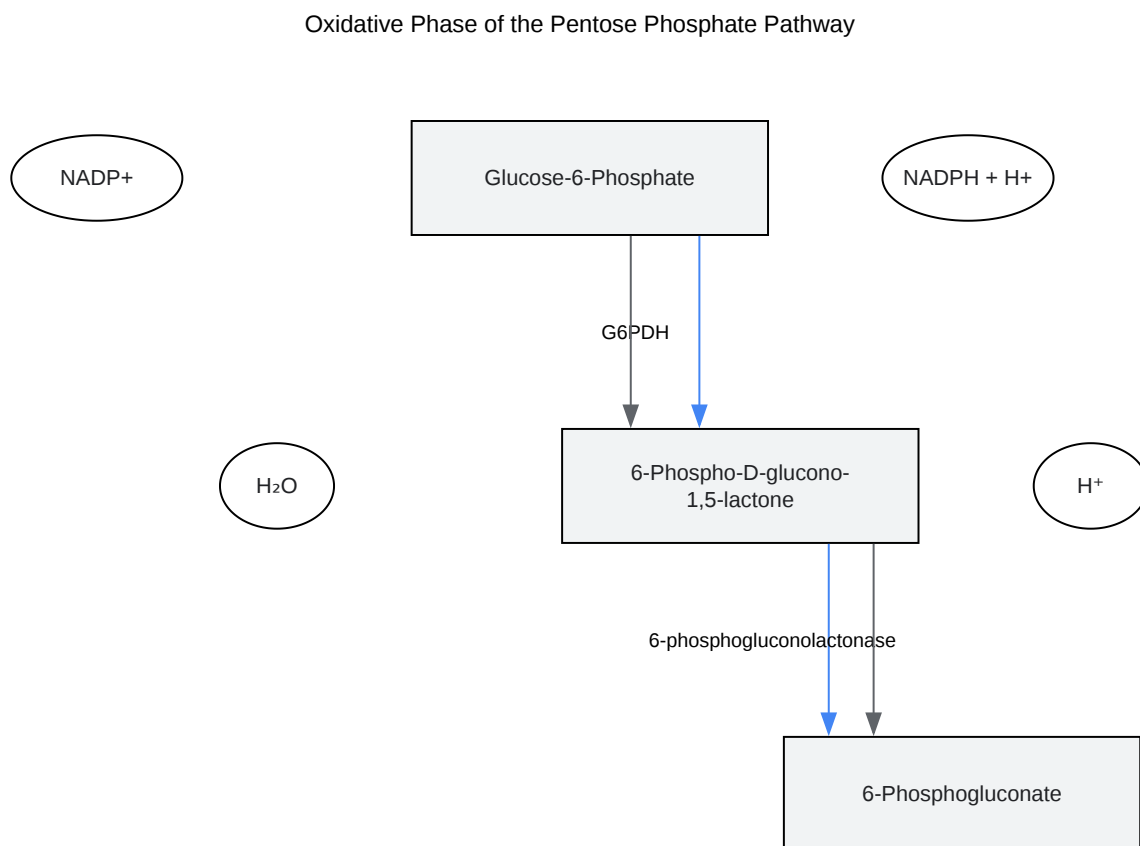 Oxidative Phase of the Pentose Phosphate Pathway
NADP+
Glucose-6-Phosphate
NADPH + H+
G6PDH
H₂O
6-Phospho-D-glucono-
1,5-lactone
H⁺
6-phosphogluconolactonase
6-Phosphogluconate